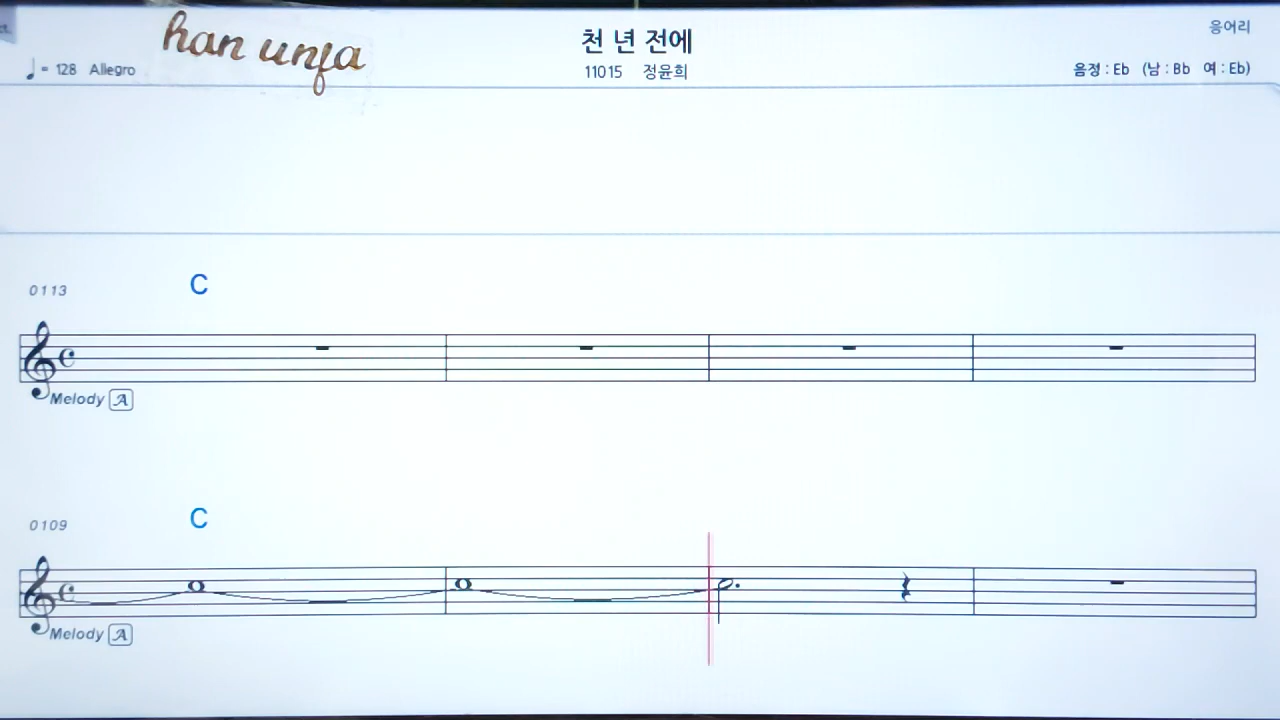 han unfa
천 년 전에
응어리
♩ = 128 Allegro
11015 정윤희
음정 : Eb (남 : Bb 여 : Eb)
0113
C
Melody A
0109
C
Melody A